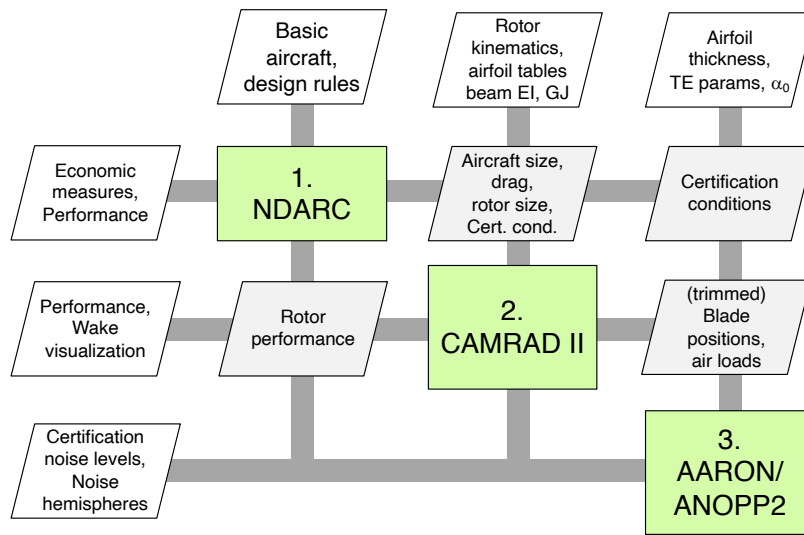 Basic
aircraft,
design rules
Rotor
kinematics,
airfoil tables
beam EI, GJ
Airfoil
thickness,
TE params, α₀
Economic
measures,
Performance
1.
NDARC
Aircraft size,
drag,
rotor size,
Cert. cond.
Certification
conditions
Performance,
Wake
visualization
Rotor
performance
2.
CAMRAD II
(trimmed)
Blade
positions,
air loads
Certification
noise levels,
Noise
hemispheres
3.
AARON/
ANOPP2